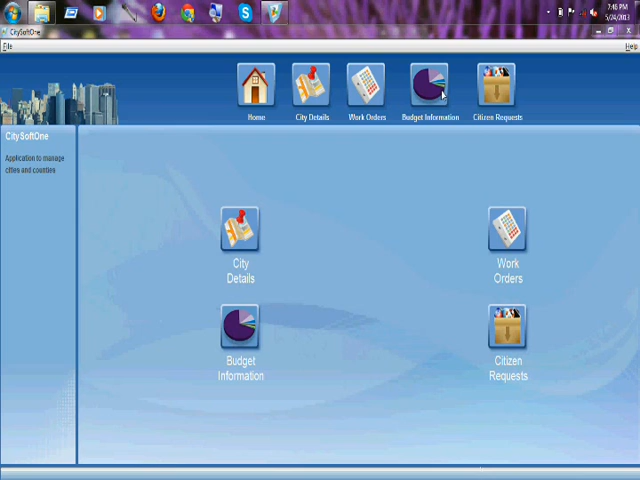 7:46 PM
5/24/2013
CitySoftOne
File
Help
Home
City Details
Work Orders
Budget Information
Citizen Requests
CitySoftOne
Application to manage
cities and counties
City
Details
Work
Orders
Budget
Information
Citizen
Requests